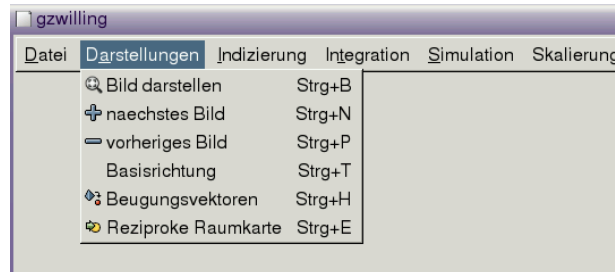 gzwilling
Datei Darstellungen Indizierung Integration Simulation Skalierung
Bild darstellen Strg+B
naechstes Bild Strg+N
vorheriges Bild Strg+P
Basisrichtung Strg+T
Beugungsvektoren Strg+H
Reziproke Raumkarte Strg+E